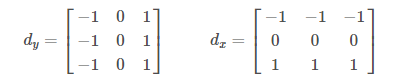 d_y = [ −1 0 1 ; −1 0 1 ; −1 0 1 ]
d_x = [ −1 −1 −1 ; 0 0 0 ; 1 1 1 ]